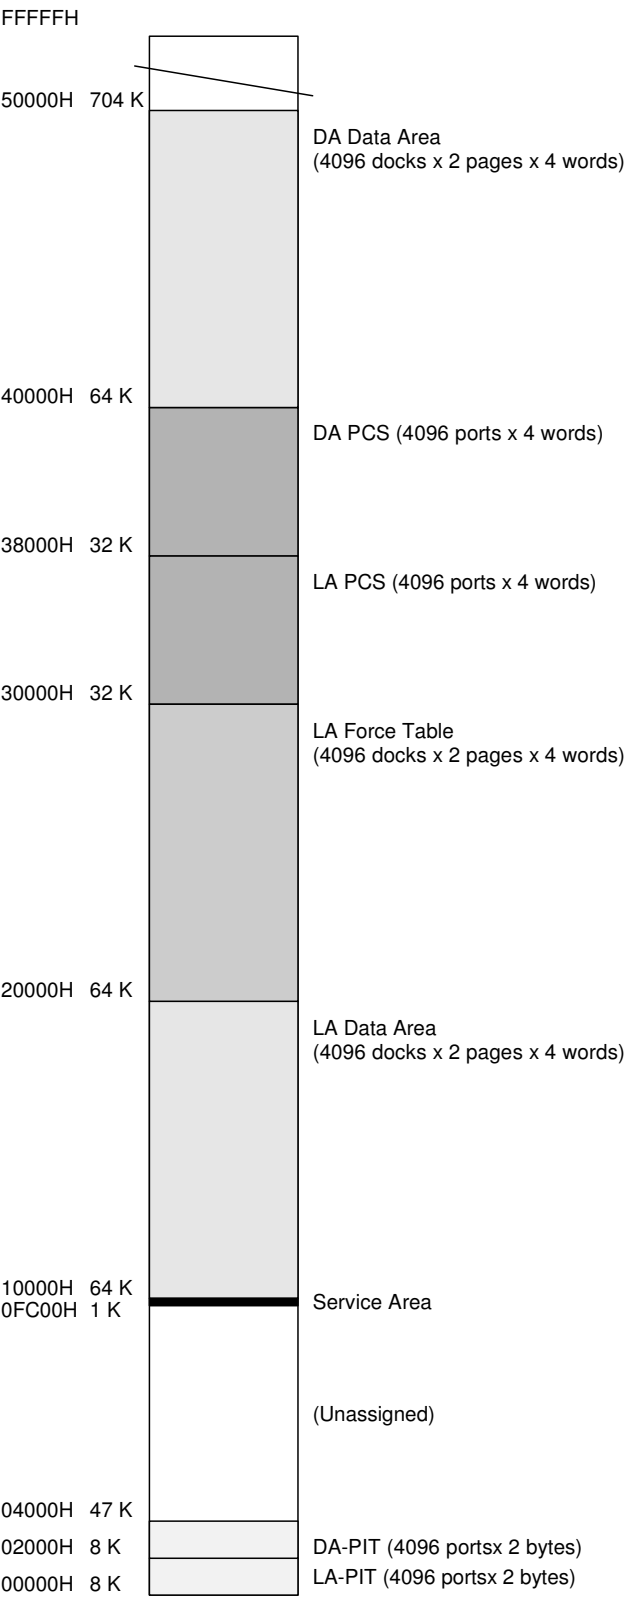 FFFFFH
50000H 704 K
DA Data Area
(4096 docks x 2 pages x 4 words)
40000H 64 K
DA PCS (4096 ports x 4 words)
38000H 32 K
LA PCS (4096 ports x 4 words)
30000H 32 K
LA Force Table
(4096 docks x 2 pages x 4 words)
20000H 64 K
LA Data Area
(4096 docks x 2 pages x 4 words)
10000H 64 K
0FC00H 1 K
Service Area
(Unassigned)
04000H 47 K
02000H 8 K
DA-PIT (4096 portsx 2 bytes)
00000H 8 K
LA-PIT (4096 portsx 2 bytes)